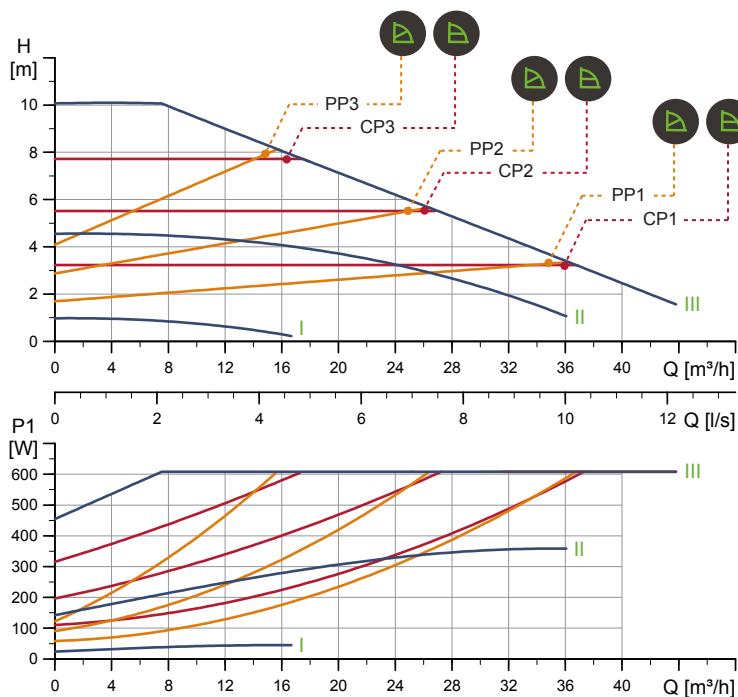 H
[m]
10
8
6
4
2
0
PP3
CP3
PP2
CP2
PP1
CP1
I
II
III
0 4 8 12 16 20 24 28 32 36 40 Q [m³/h]
0 2 4 6 8 10 12 Q [l/s]
P1
[W]
600
500
400
300
200
100
0
III
II
I
0 4 8 12 16 20 24 28 32 36 40 Q [m³/h]